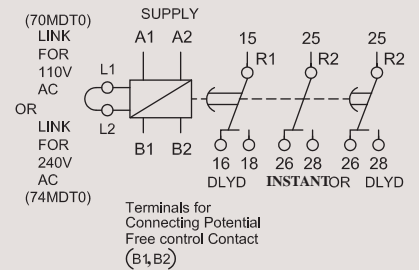 (70MDT0)
LINK
FOR
110V
AC
OR
LINK
FOR
240V
AC
(74MDT0)
SUPPLY
A1 A2
L1
L2
B1 B2
15 25 25
R1 R2 R2
16 18 26 28 26 28
DLYD INSTANT OR DLYD
Terminals for
Connecting Potential
Free control Contact
(B1,B2)